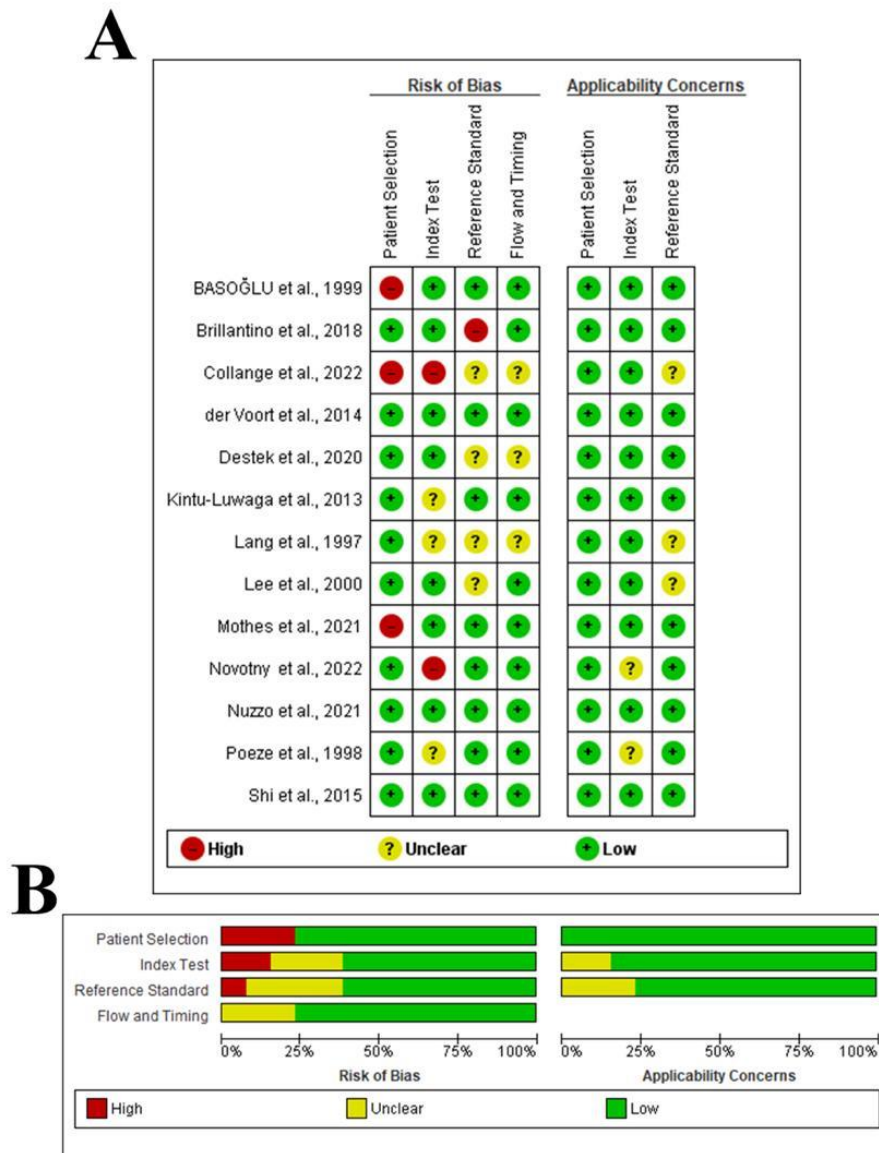 A
Risk of Bias
Applicability Concerns
Patient Selection
Index Test
Reference Standard
Flow and Timing
Patient Selection
Index Test
Reference Standard
BASOĞLU et al., 1999
- + + + + + +
Brillantino et al., 2018
+ + - + + + +
Collange et al., 2022
- - ? ? + + ?
der Voort et al., 2014
+ + + + + + +
Destek et al., 2020
+ + ? ? + + +
Kintu-Luwaga et al., 2013
+ ? + + + + +
Lang et al., 1997
+ ? ? ? + + ?
Lee et al., 2000
+ + ? + + + ?
Mothes et al., 2021
- + + + + + +
Novotny et al., 2022
+ - + + + ? +
Nuzzo et al., 2021
+ + + + + + +
Poeze et al., 1998
+ ? + + + ? +
Shi et al., 2015
+ + + + + + +
- High
? Unclear
+ Low
B
Patient Selection
Index Test
Reference Standard
Flow and Timing
0% 25% 50% 75% 100%
0% 25% 50% 75% 100%
Risk of Bias
Applicability Concerns
High
Unclear
Low